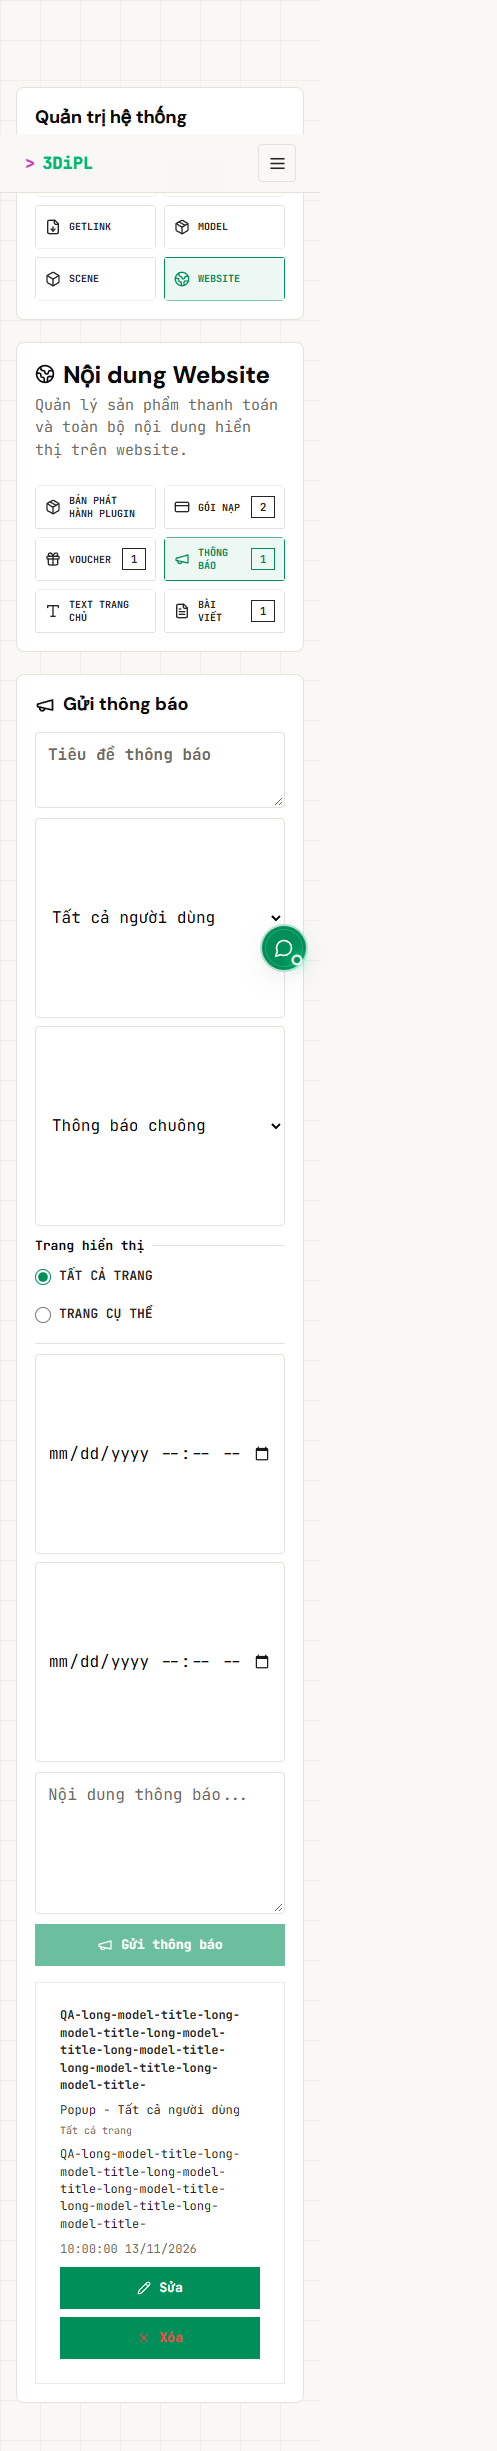 Quản trị hệ thống
> 3DiPL
GETLINK
MODEL
SCENE
WEBSITE
Nội dung Website
Quản lý sản phẩm thanh toán
và toàn bộ nội dung hiển
thị trên website.
BẢN PHÁT
HÀNH PLUGIN
GÓI NẠP 2
VOUCHER 1
THÔNG
BÁO 1
TEXT TRANG
CHỦ
BÀI
VIẾT 1
Gửi thông báo
Tiêu đề thông báo
Tất cả người dùng
Thông báo chuông
Trang hiển thị
TẤT CẢ TRANG
TRANG CỤ THỂ
mm/dd/yyyy --:-- --
mm/dd/yyyy --:-- --
Nội dung thông báo...
Gửi thông báo
QA-long-model-title-long-
model-title-long-model-
title-long-model-title-
long-model-title-long-
model-title-
Popup - Tất cả người dùng
Tất cả trang
QA-long-model-title-long-
model-title-long-model-
title-long-model-title-
long-model-title-long-
model-title-
10:00:00 13/11/2026
Sửa
Xóa